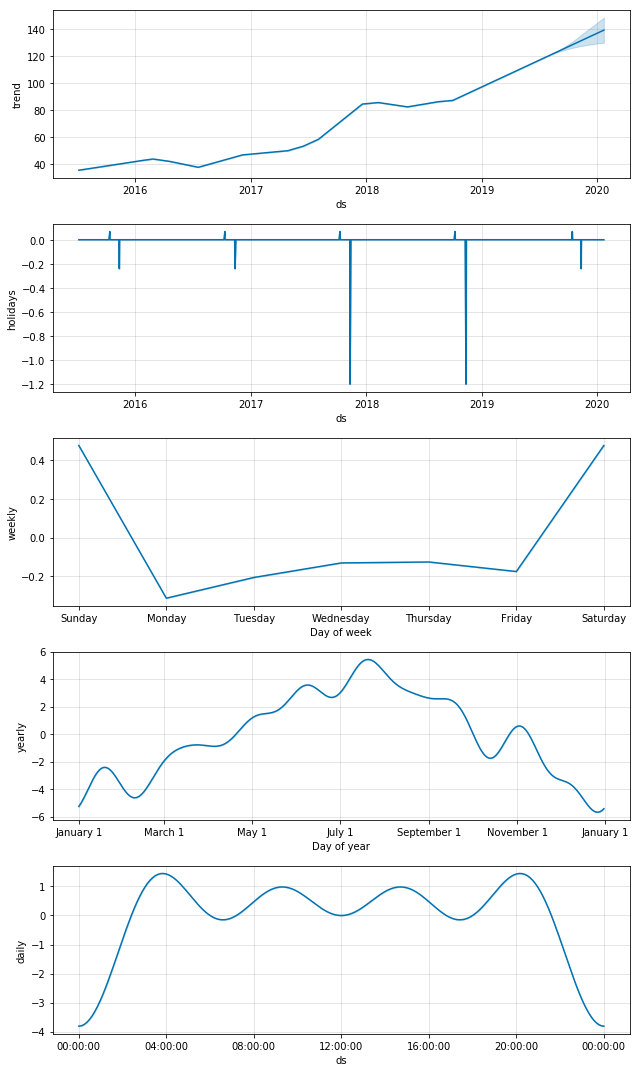 trend
140
120
100
80
60
40
2016 2017 2018 2019 2020
ds
holidays
0.0
−0.2
−0.4
−0.6
−0.8
−1.0
−1.2
2016 2017 2018 2019 2020
ds
weekly
0.4
0.2
0.0
−0.2
Sunday Monday Tuesday Wednesday Thursday Friday Saturday
Day of week
yearly
6
4
2
0
−2
−4
−6
January 1 March 1 May 1 July 1 September 1 November 1 January 1
Day of year
daily
1
0
−1
−2
−3
−4
00:00:00 04:00:00 08:00:00 12:00:00 16:00:00 20:00:00 00:00:00
ds